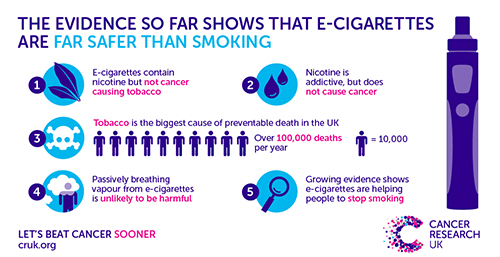 THE EVIDENCE SO FAR SHOWS THAT E-CIGARETTES
ARE FAR SAFER THAN SMOKING
1
E-cigarettes contain
nicotine but not cancer
causing tobacco
2
Nicotine is
addictive, but does
not cause cancer
3
Tobacco is the biggest cause of preventable death in the UK
Over 100,000 deaths
per year
= 10,000
4
Passively breathing
vapour from e-cigarettes
is unlikely to be harmful
5
Growing evidence shows
e-cigarettes are helping
people to stop smoking
LET'S BEAT CANCER SOONER
cruk.org
CANCER
RESEARCH
UK